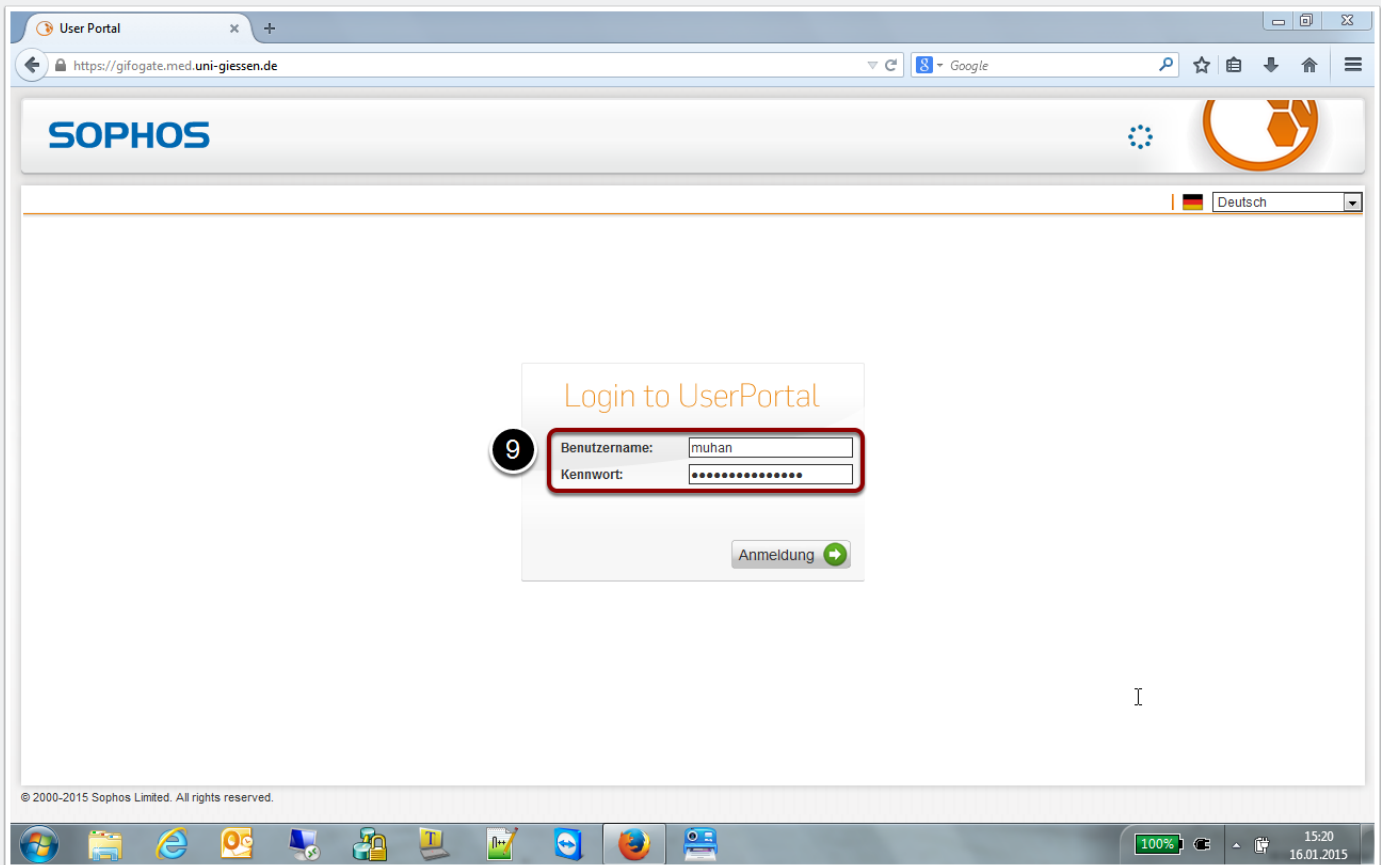 User Portal
https://gifogate.med.uni-giessen.de
8 Google
SOPHOS
Deutsch
Login to UserPortal
9
Benutzername: muhan
Kennwort: •••••••••••••••
Anmeldung
© 2000-2015 Sophos Limited. All rights reserved.
100%
15:20
16.01.2015